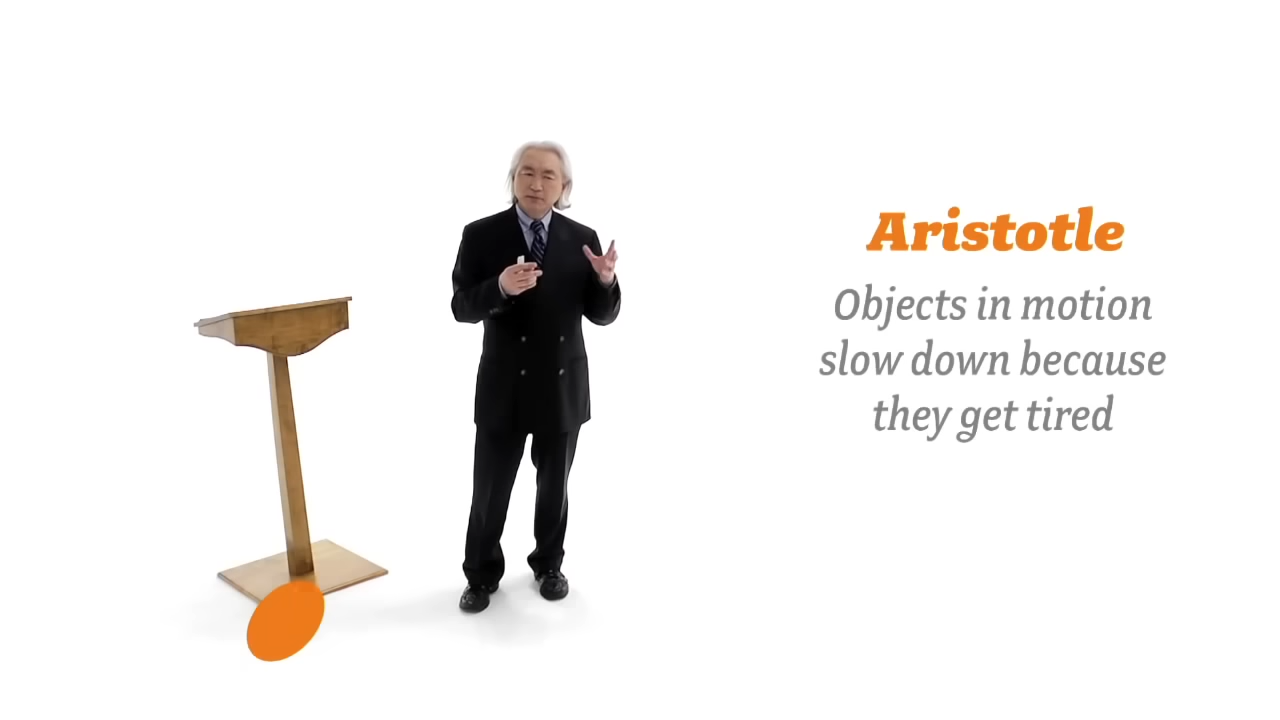 Aristotle
Objects in motion
slow down because
they get tired